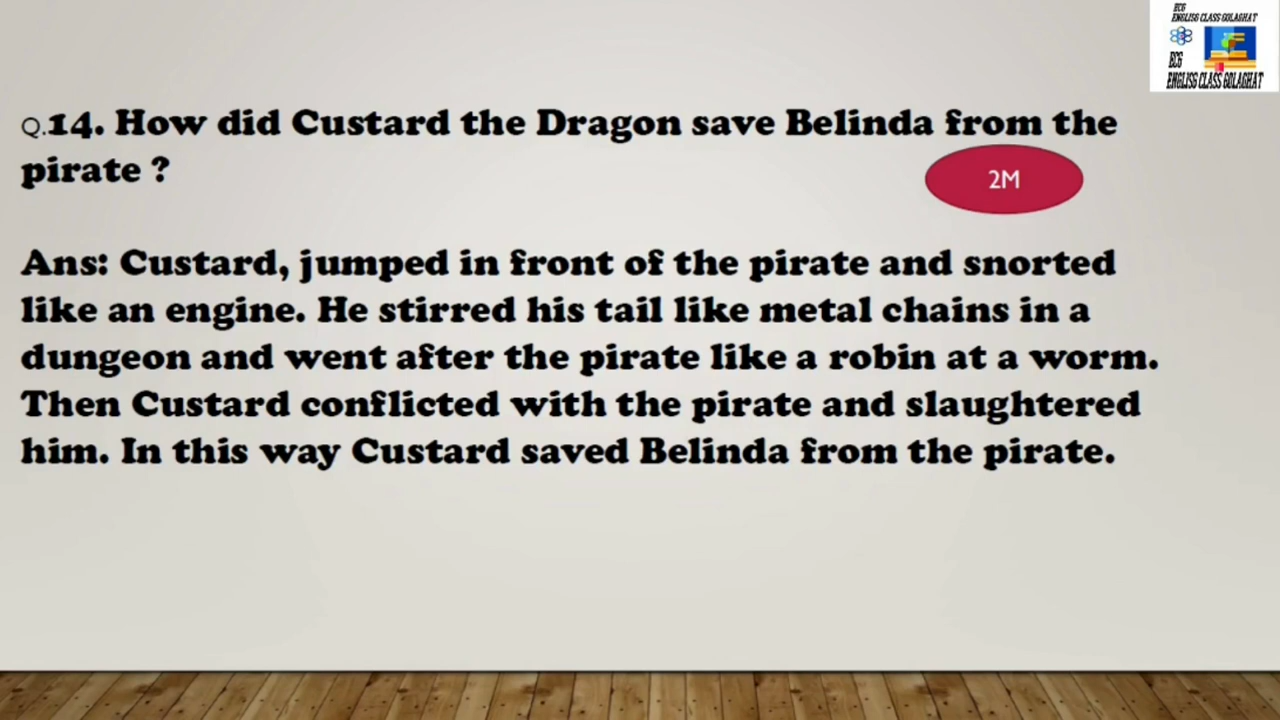 ECG
ENGLISG CLASS GOLAGHAT
ECG
ENGLISG CLASS GOLAGHAT
Q.14. How did Custard the Dragon save Belinda from the
pirate ?
2M
Ans: Custard, jumped in front of the pirate and snorted
like an engine. He stirred his tail like metal chains in a
dungeon and went after the pirate like a robin at a worm.
Then Custard conflicted with the pirate and slaughtered
him. In this way Custard saved Belinda from the pirate.